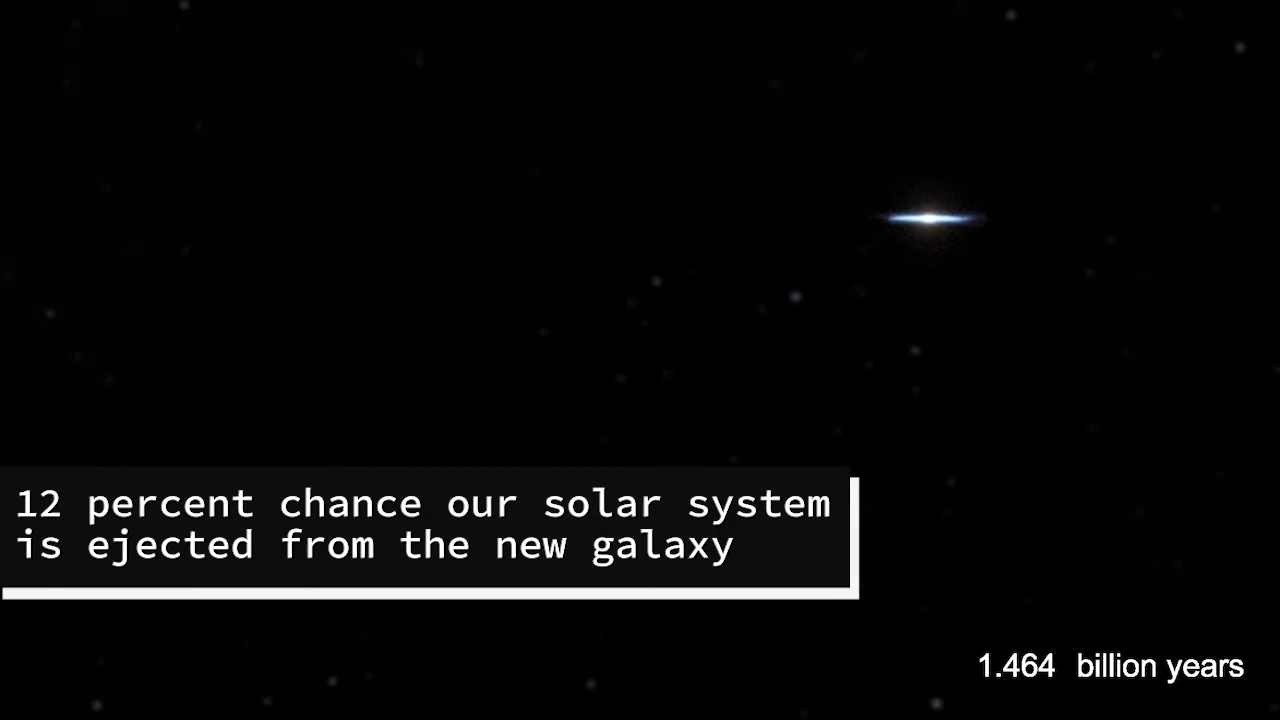 12 percent chance our solar system
is ejected from the new galaxy
1.464 billion years